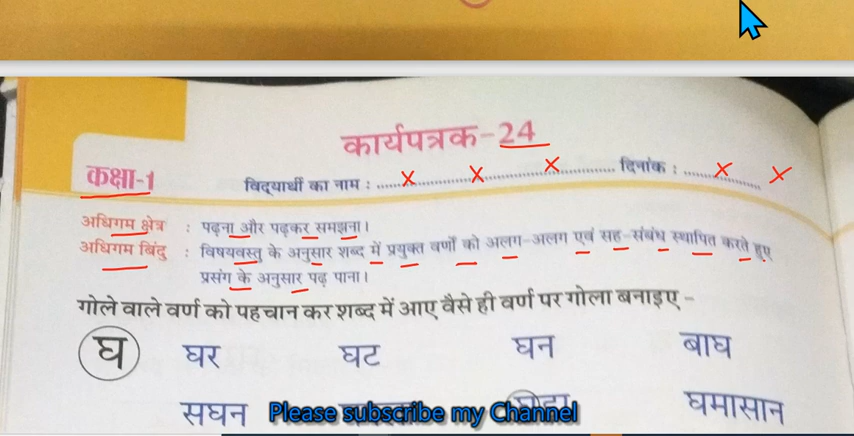 कार्यपत्रक-24
कक्षा-1
विद्यार्थी का नाम : दिनांक :
अधिगम क्षेत्र : पढ़ना और पढ़कर समझना।
अधिगम बिंदु : विषयवस्तु के अनुसार शब्द में प्रयुक्त वर्णों को अलग-अलग एवं सह-संबंध स्थापित करते हुए
प्रसंग के अनुसार पढ़ पाना।
गोले वाले वर्ण को पहचान कर शब्द में आए वैसे ही वर्ण पर गोला बनाइए -
घ घर घट घन बाघ
सघन घमासान
Please subscribe my Channel